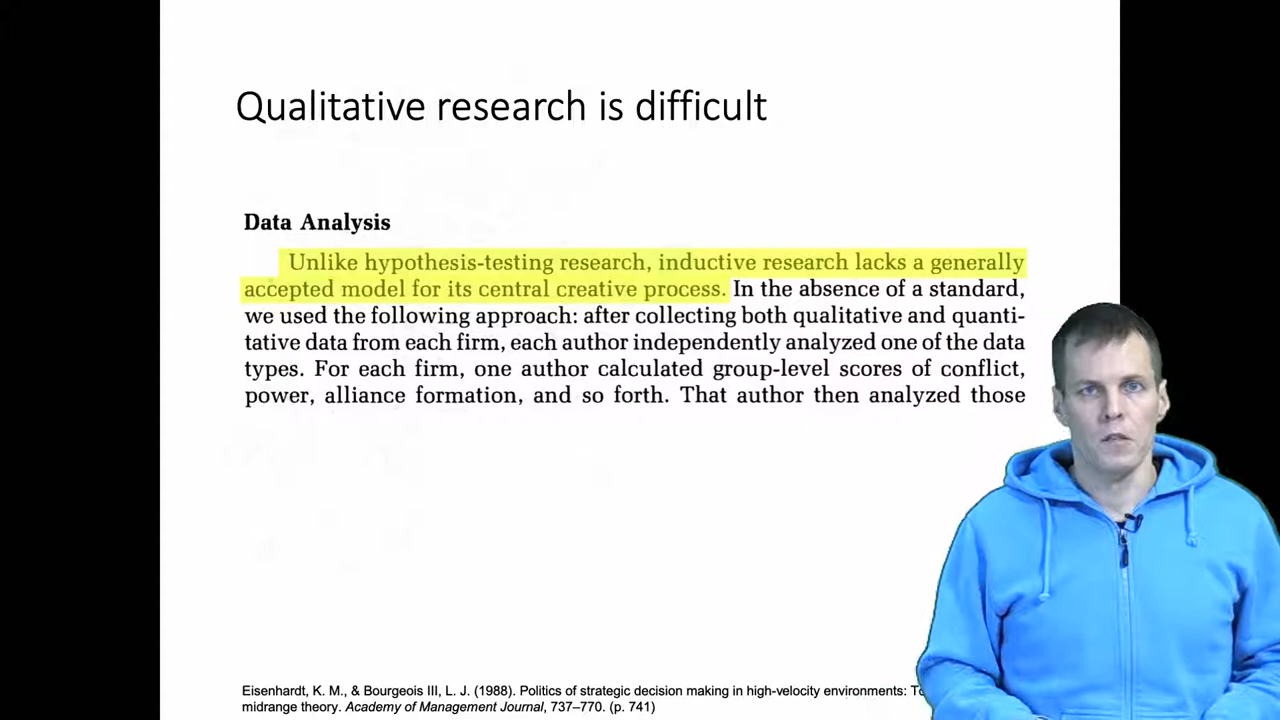 Qualitative research is difficult
Data Analysis
Unlike hypothesis-testing research, inductive research lacks a generally
accepted model for its central creative process. In the absence of a standard,
we used the following approach: after collecting both qualitative and quanti-
tative data from each firm, each author independently analyzed one of the data
types. For each firm, one author calculated group-level scores of conflict,
power, alliance formation, and so forth. That author then analyzed those
Eisenhardt, K. M., & Bourgeois III, L. J. (1988). Politics of strategic decision making in high-velocity environments:
midrange theory. Academy of Management Journal, 737–770. (p. 741)